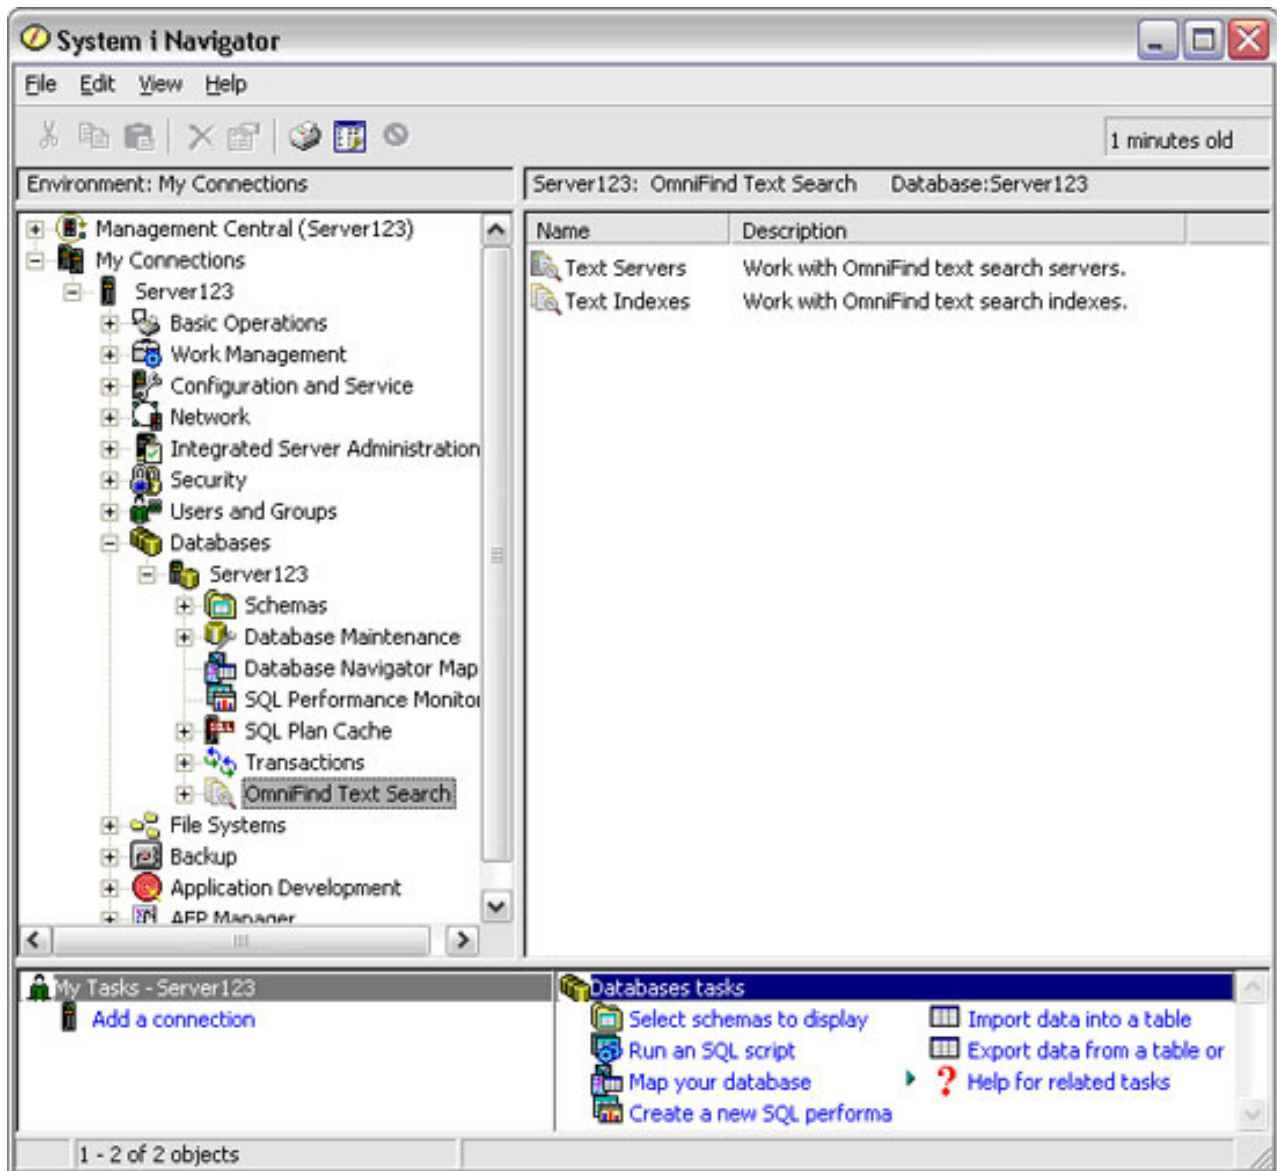 System i Navigator
File Edit View Help
1 minutes old
Environment: My Connections
Server123: OmniFind Text Search Database:Server123
Management Central (Server123)
My Connections
Server123
Basic Operations
Work Management
Configuration and Service
Network
Integrated Server Administration
Security
Users and Groups
Databases
Server123
Schemas
Database Maintenance
Database Navigator Map
SQL Performance Monitor
SQL Plan Cache
Transactions
OmniFind Text Search
File Systems
Backup
Application Development
AFP Manager
Name Description
Text Servers Work with OmniFind text search servers.
Text Indexes Work with OmniFind text search indexes.
My Tasks - Server123
Add a connection
Databases tasks
Select schemas to display
Run an SQL script
Map your database
Create a new SQL performa
Import data into a table
Export data from a table or
Help for related tasks
1 - 2 of 2 objects